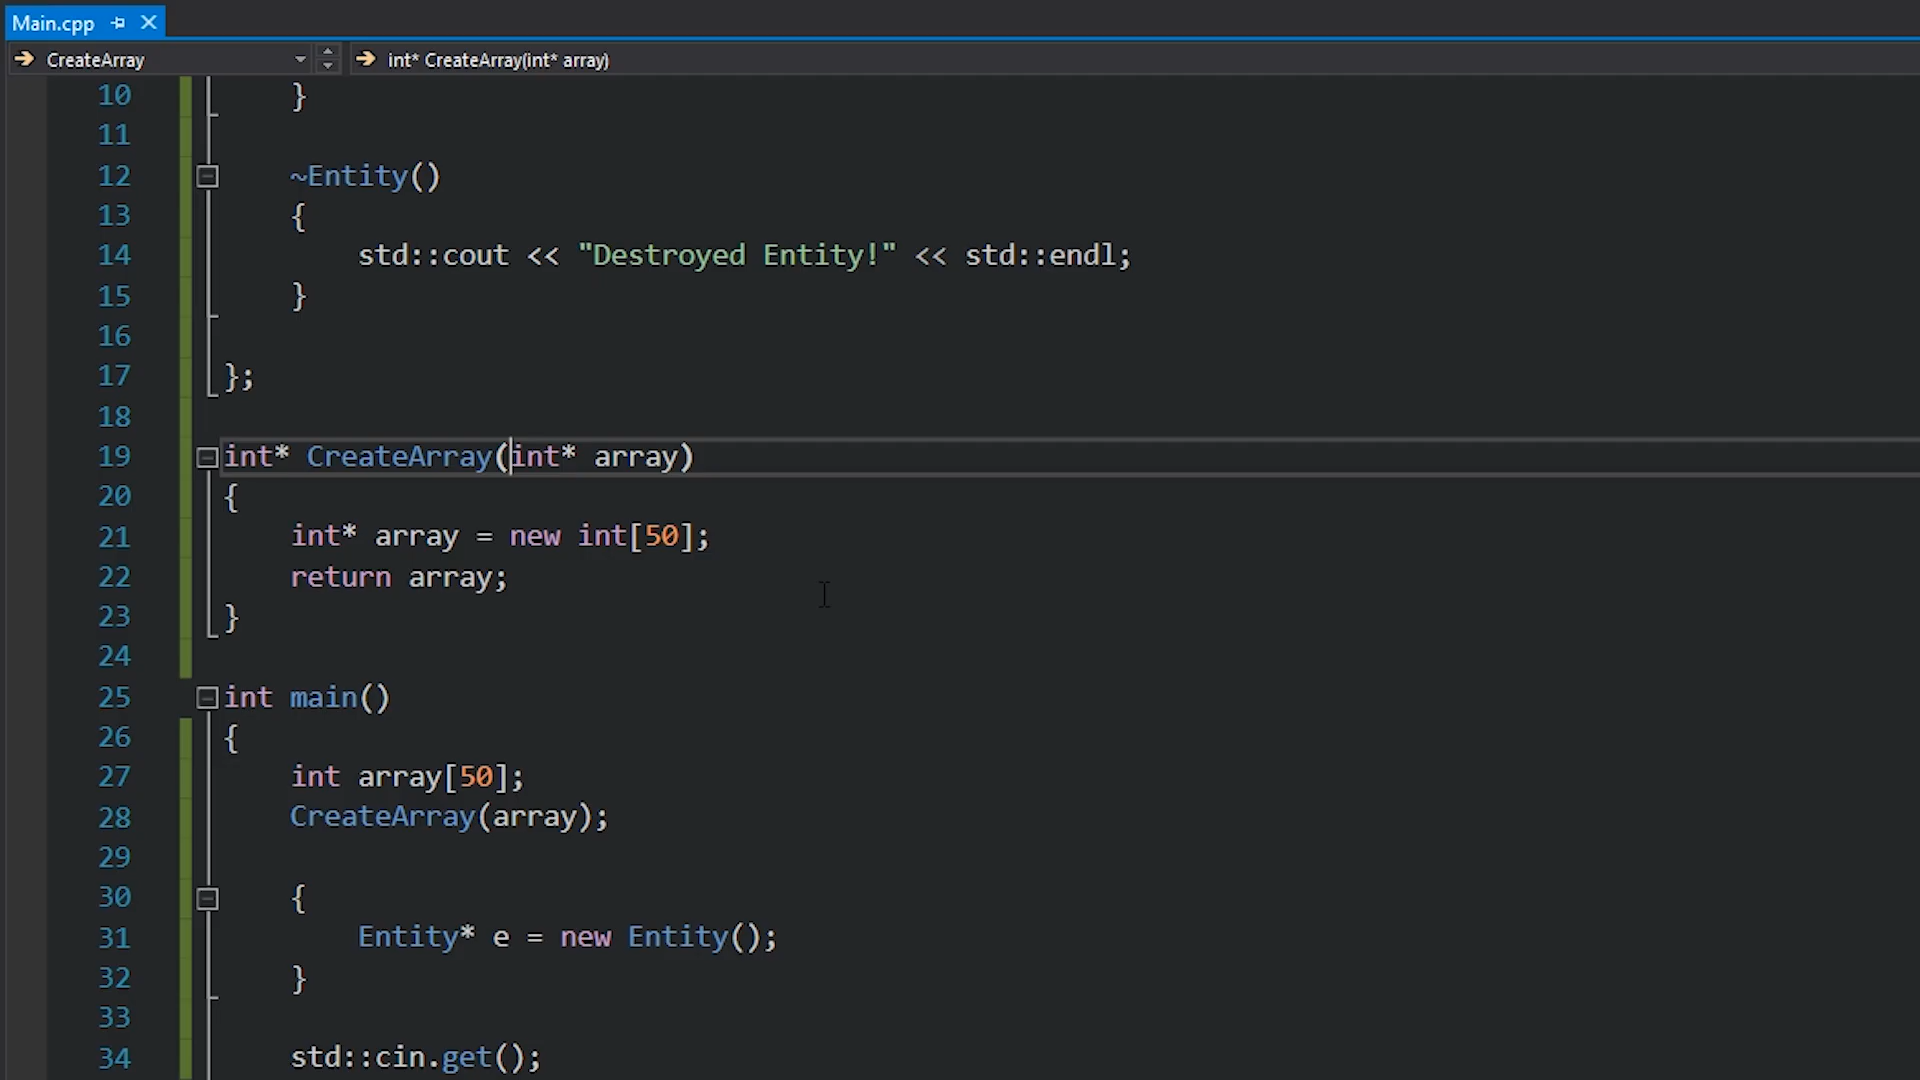 Main.cpp
CreateArray int* CreateArray(int* array)
10 }
11
12 ~Entity()
13 {
14 std::cout << "Destroyed Entity!" << std::endl;
15 }
16
17 };
18
19 int* CreateArray(int* array)
20 {
21 int* array = new int[50];
22 return array;
23 }
24
25 int main()
26 {
27 int array[50];
28 CreateArray(array);
29
30 {
31 Entity* e = new Entity();
32 }
33
34 std::cin.get();